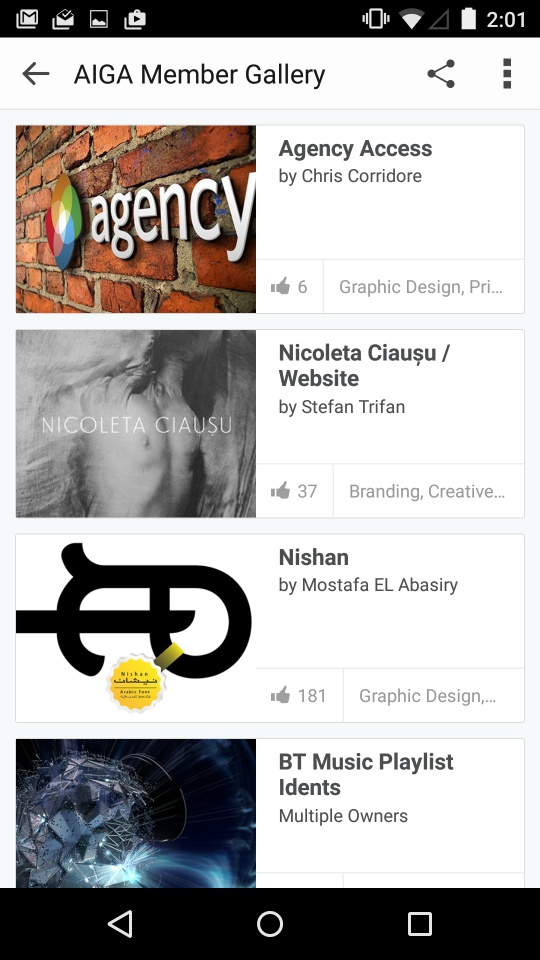 2:01
AIGA Member Gallery
agency
Agency Access
by Chris Corridore
6
Graphic Design, Pri...
NICOLETA CIAUȘU
Nicoleta Ciaușu /
Website
by Stefan Trifan
37
Branding, Creative...
Nishan
Arabic Font
Nishan
by Mostafa EL Abasiry
181
Graphic Design,...
BT Music Playlist
Idents
Multiple Owners